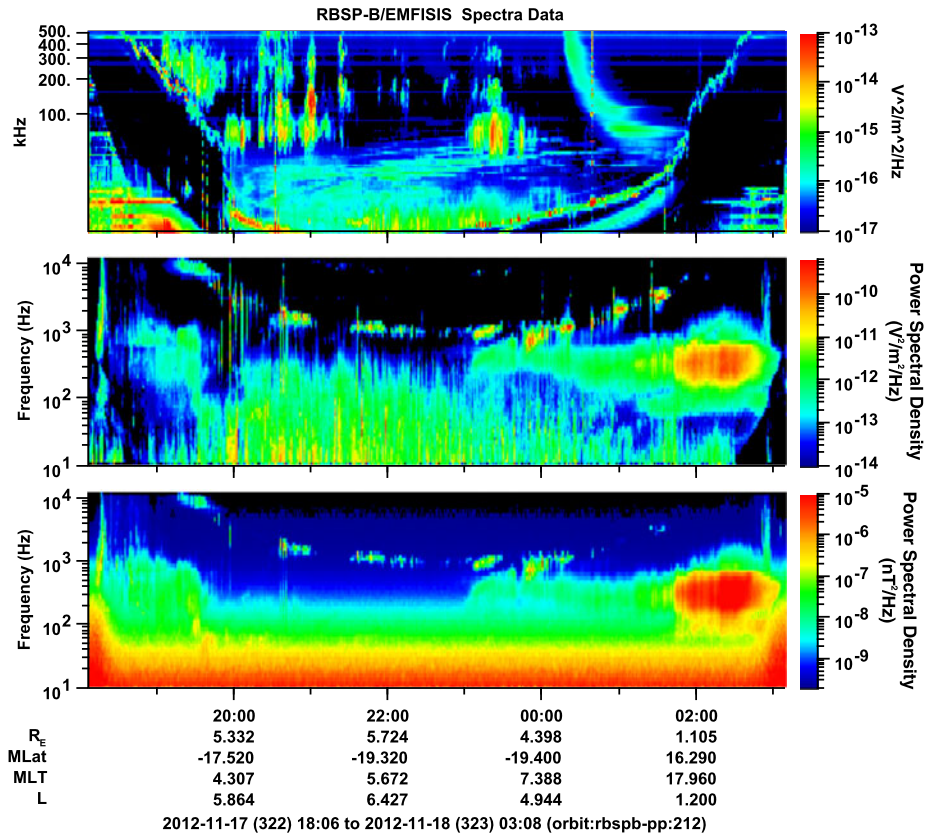 RBSP-B/EMFISIS Spectra Data
500.
400.
300.
200.
100.
kHz
10^-13
10^-14
10^-15
10^-16
10^-17
V^2/m^2/Hz
10^4
10^3
10^2
10^1
Frequency (Hz)
10^-10
10^-11
10^-12
10^-13
10^-14
Power Spectral Density
(V²/m²/Hz)
10^4
10^3
10^2
10^1
Frequency (Hz)
10^-5
10^-6
10^-7
10^-8
10^-9
Power Spectral Density
(nT²/Hz)
20:00 22:00 00:00 02:00
R_E 5.332 5.724 4.398 1.105
MLat -17.520 -19.320 -19.400 16.290
MLT 4.307 5.672 7.388 17.960
L 5.864 6.427 4.944 1.200
2012-11-17 (322) 18:06 to 2012-11-18 (323) 03:08 (orbit:rbspb-pp:212)